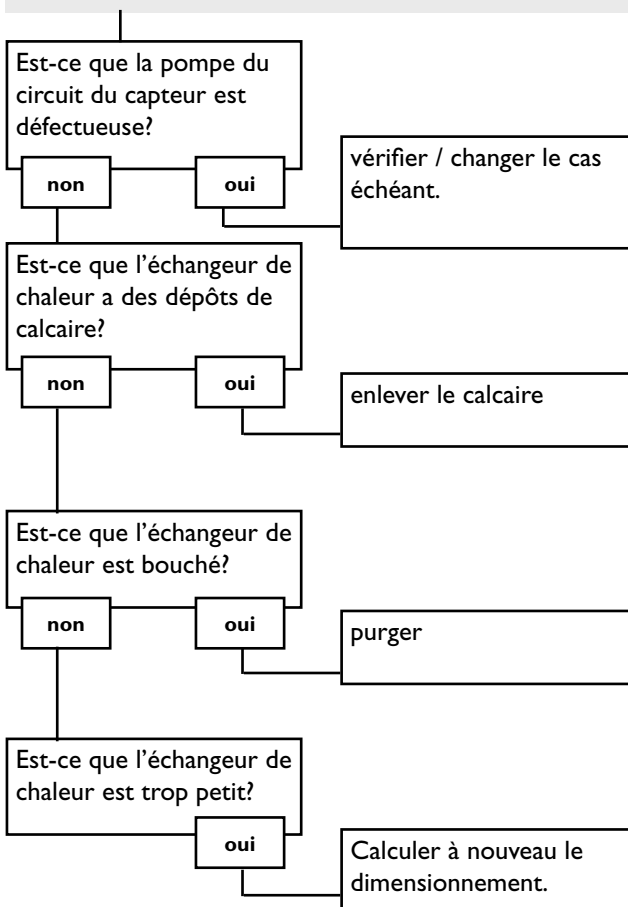 Est-ce que la pompe du
circuit du capteur est
défectueuse?
non
oui
vérifier / changer le cas
échéant.
Est-ce que l'échangeur de
chaleur a des dépôts de
calcaire?
non
oui
enlever le calcaire
Est-ce que l'échangeur de
chaleur est bouché?
non
oui
purger
Est-ce que l'échangeur de
chaleur est trop petit?
oui
Calculer à nouveau le
dimensionnement.